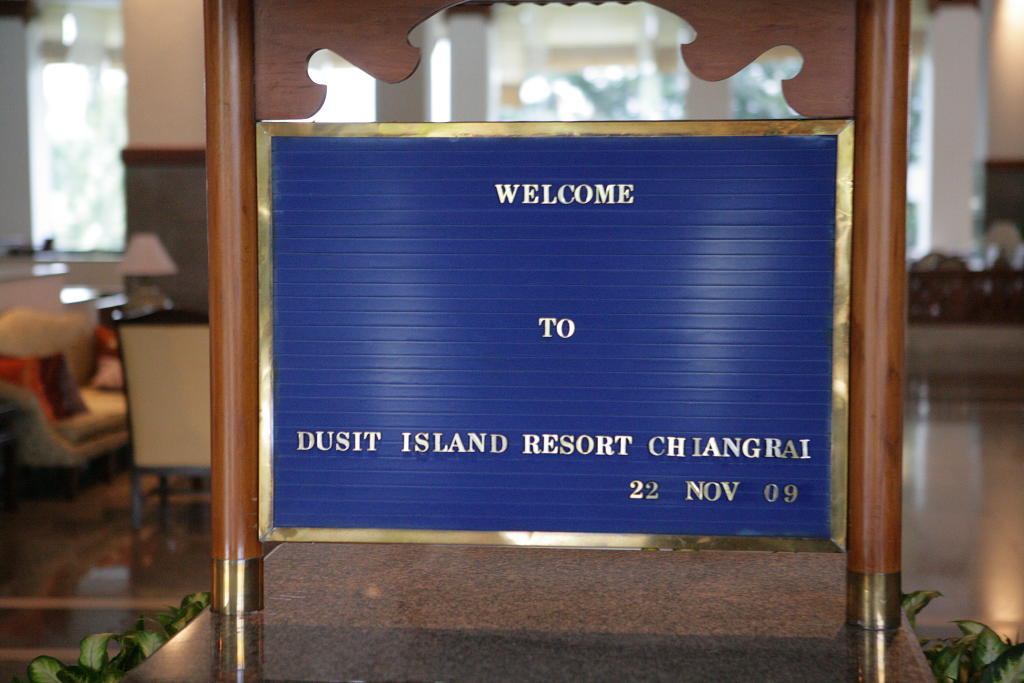 WELCOME
TO
DUSIT ISLAND RESORT CHIANGRAI
22 NOV 09